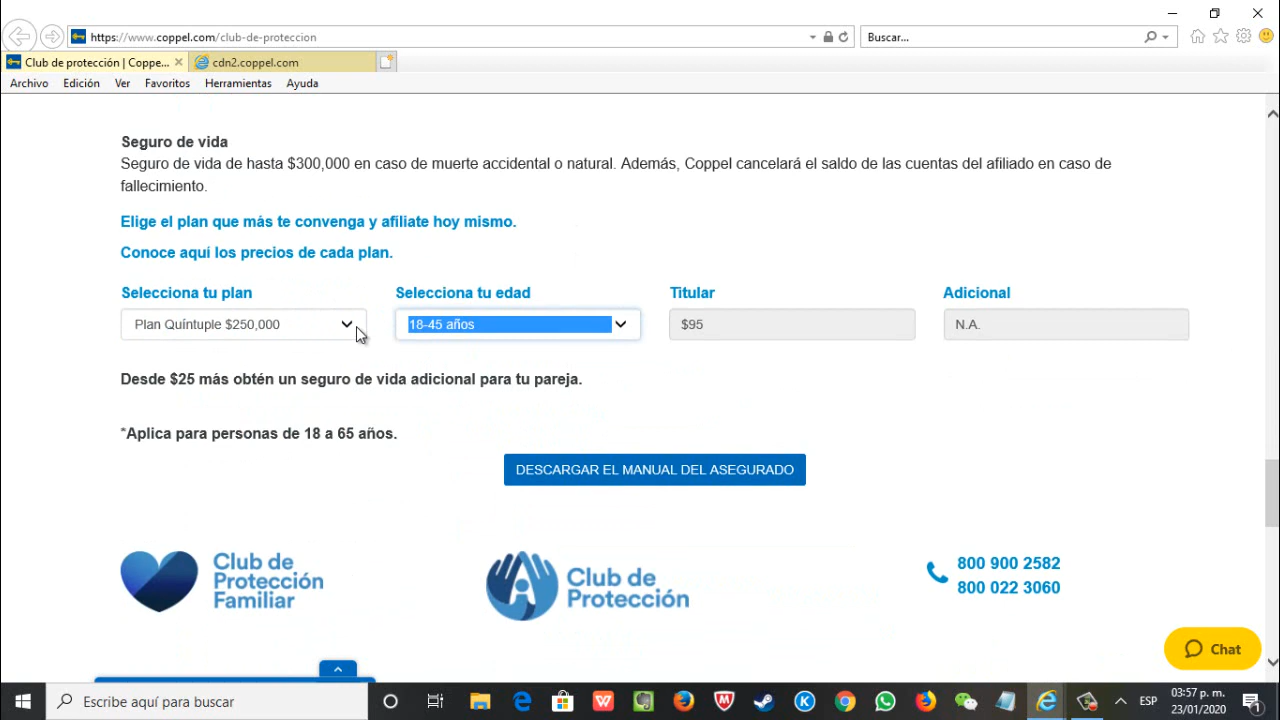 https://www.coppel.com/club-de-proteccion
Buscar...
Club de protección | Coppe...
cdn2.coppel.com
Archivo Edición Ver Favoritos Herramientas Ayuda
Seguro de vida
Seguro de vida de hasta $300,000 en caso de muerte accidental o natural. Además, Coppel cancelará el saldo de las cuentas del afiliado en caso de
fallecimiento.
Elige el plan que más te convenga y afiliate hoy mismo.
Conoce aquí los precios de cada plan.
Selecciona tu plan Selecciona tu edad Titular Adicional
Plan Quíntuple $250,000 18-45 años $95 N.A.
Desde $25 más obtén un seguro de vida adicional para tu pareja.
*Aplica para personas de 18 a 65 años.
DESCARGAR EL MANUAL DEL ASEGURADO
Club de
Protección
Familiar
Club de
Protección
800 900 2582
800 022 3060
Chat
Escribe aquí para buscar
ESP
03:57 p. m.
23/01/2020
1